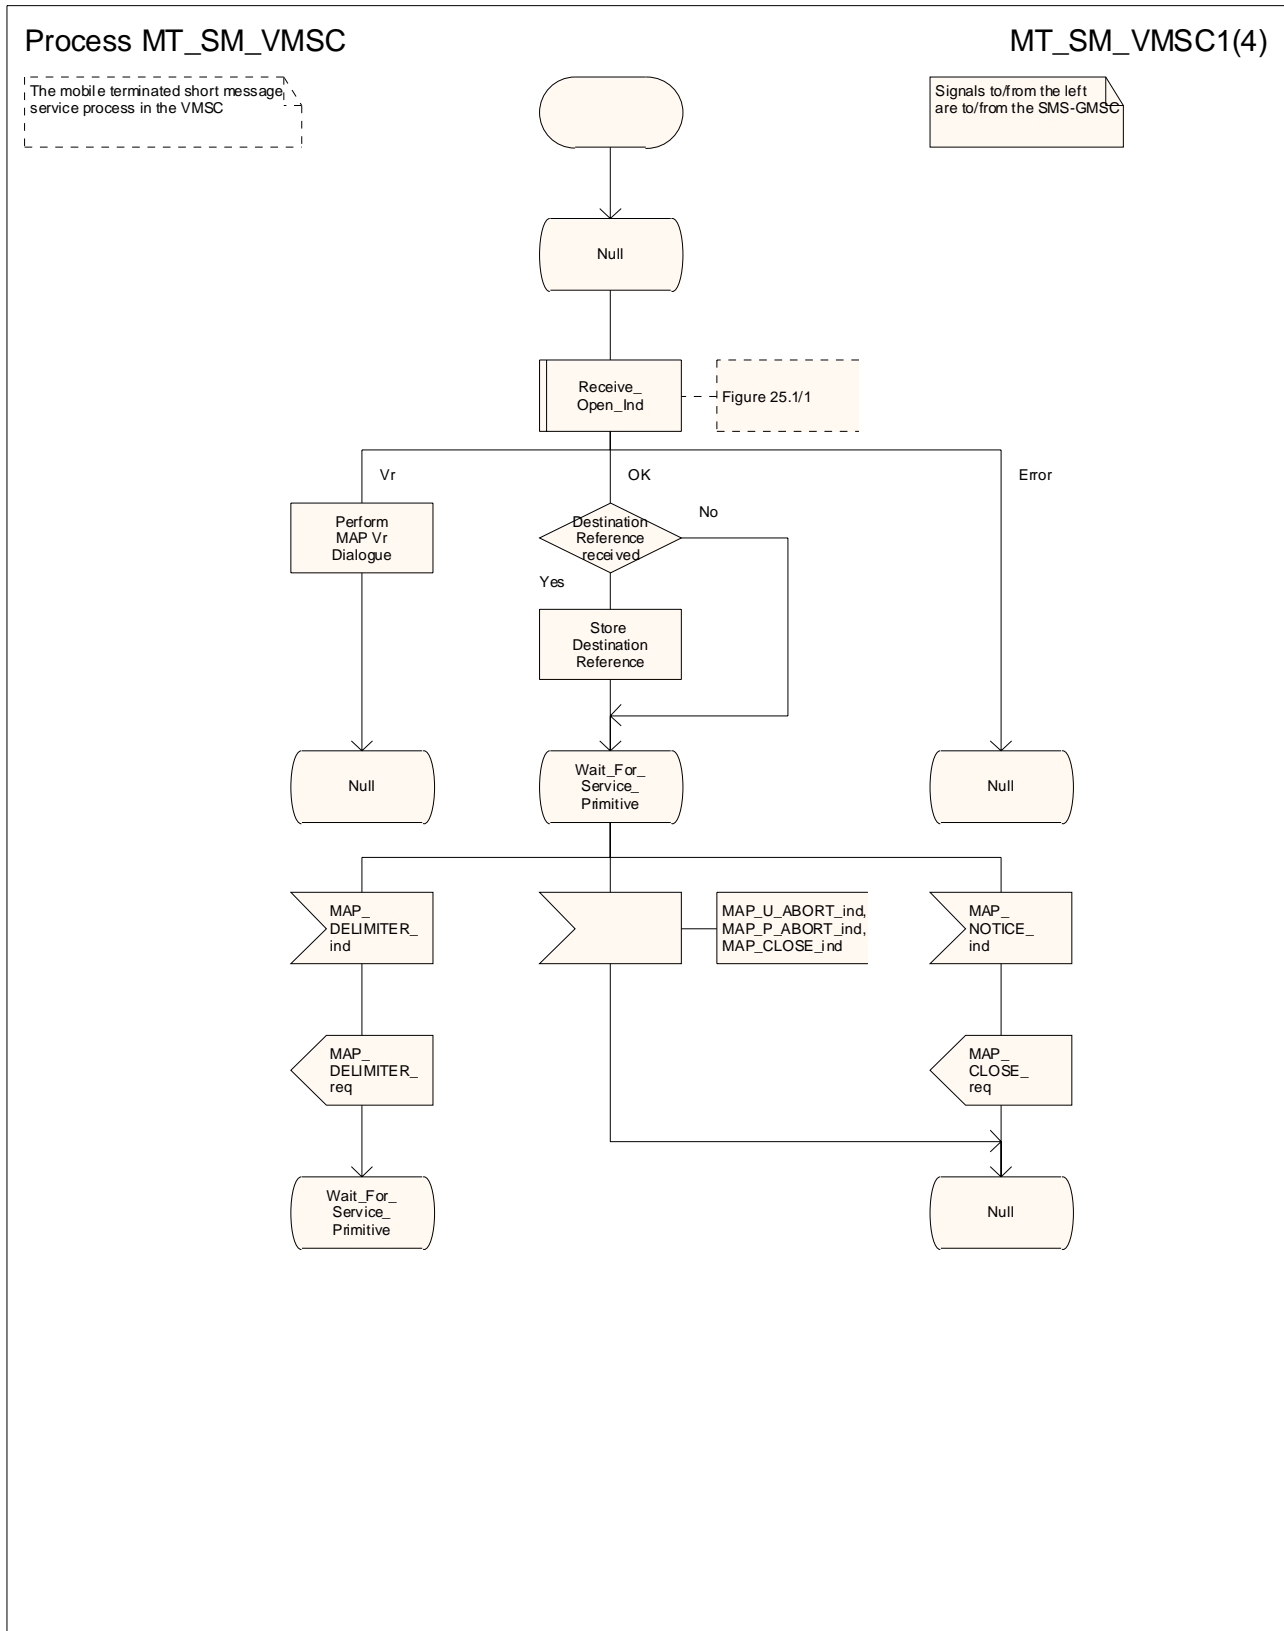 Process MT_SM_VMSC
MT_SM_VMSC1(4)
The mobile terminated short message
service process in the VMSC
Signals to/from the left
are to/from the SMS-GMSC
Null
Receive_
Open_Ind
Figure 25.1/1
Vr
OK
Error
Perform
MAP Vr
Dialogue
Destination
Reference
received
No
Yes
Store
Destination
Reference
Null
Wait_For_
Service_
Primitive
Null
MAP_
DELIMITER_
ind
MAP_U_ABORT_ind,
MAP_P_ABORT_ind,
MAP_CLOSE_ind
MAP_
NOTICE_
ind
MAP_
DELIMITER_
req
MAP_
CLOSE_
req
Wait_For_
Service_
Primitive
Null